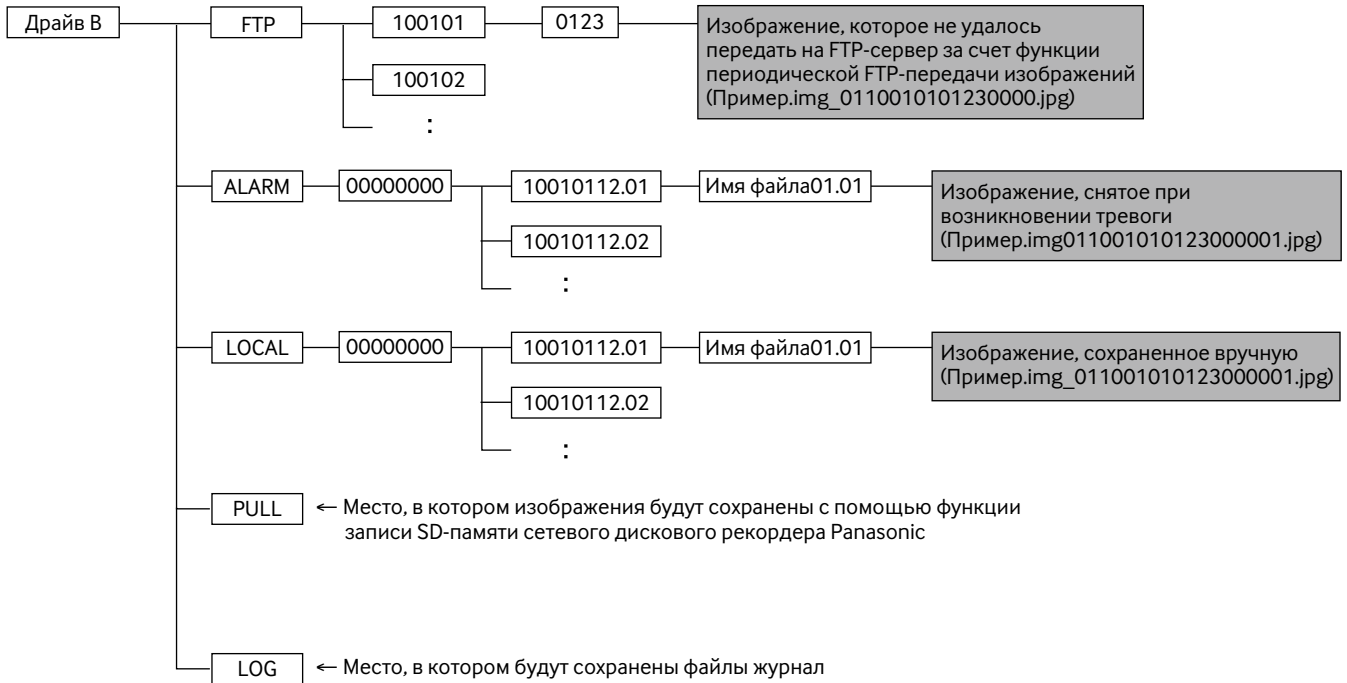 Драйв B
FTP
100101
0123
Изображение, которое не удалось
передать на FTP-сервер за счет функции
периодической FTP-передачи изображений
(Пример.img_0110010101230000.jpg)
100102
:
ALARM
00000000
10010112.01
Имя файла01.01
Изображение, снятое при
возникновении тревоги
(Пример.img011001010123000001.jpg)
10010112.02
:
LOCAL
00000000
10010112.01
Имя файла01.01
Изображение, сохраненное вручную
(Пример.img_011001010123000001.jpg)
10010112.02
:
PULL
← Место, в котором изображения будут сохранены с помощью функции
записи SD-памяти сетевого дискового рекордера Panasonic
LOG
← Место, в котором будут сохранены файлы журнал